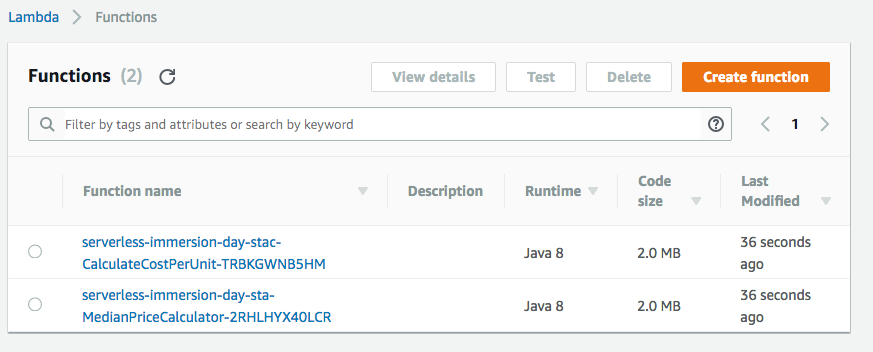 Lambda > Functions
Functions (2) View details Test Delete Create function
Filter by tags and attributes or search by keyword ? < 1 >
Function name Description Runtime Code size Last Modified
serverless-immersion-day-stac-
CalculateCostPerUnit-TRBKGWNB5HM Java 8 2.0 MB 36 seconds ago
serverless-immersion-day-sta-
MedianPriceCalculator-2RHLHYX40LCR Java 8 2.0 MB 36 seconds ago